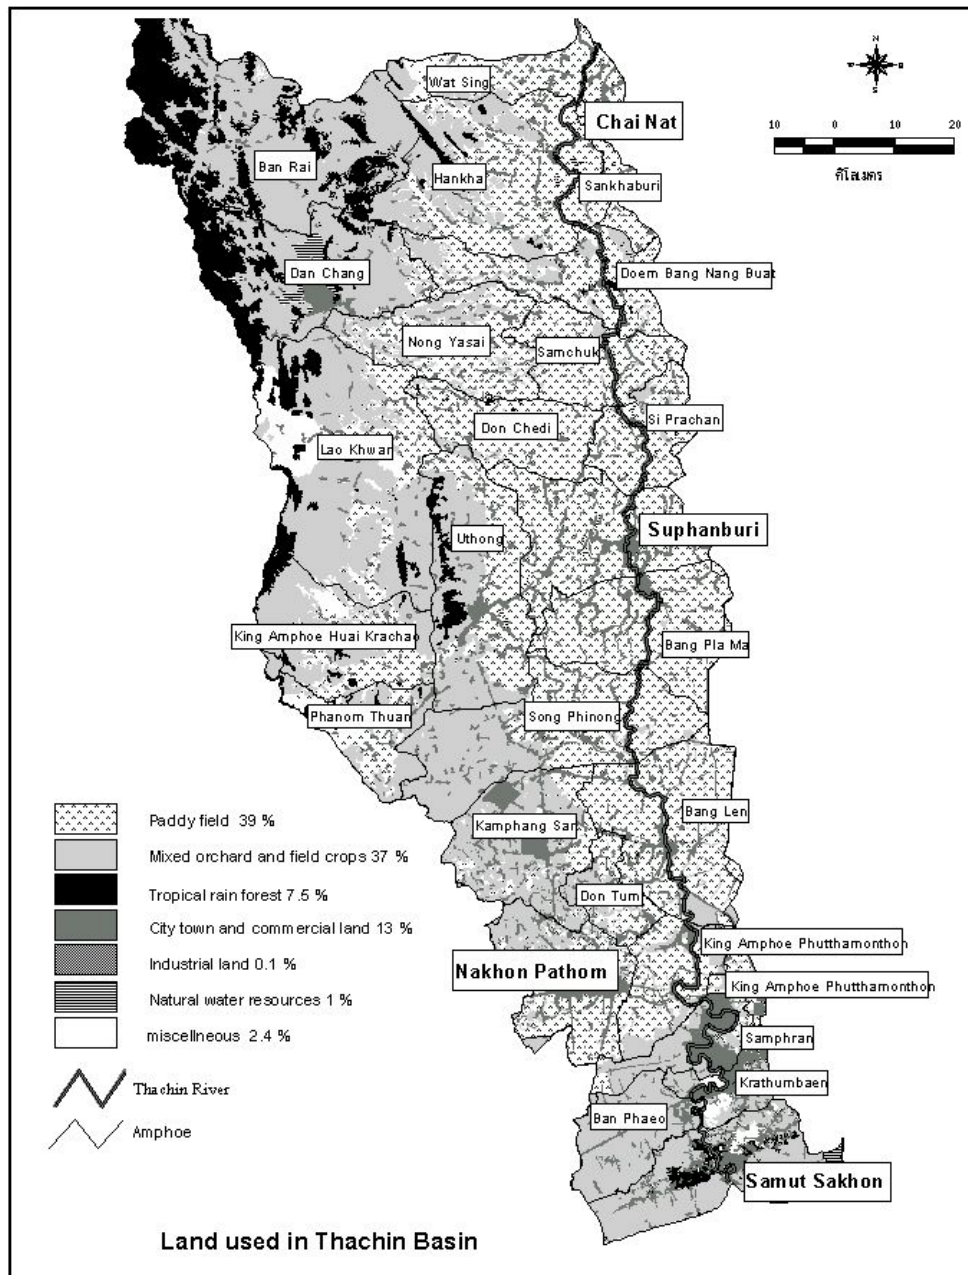 N
Wat Sing
Chai Nat
10 0 10 20
กิโลเมตร
Ban Rai
Hankha
Sankhaburi
Dan Chang
Doem Bang Nang Buat
Nong Yasai
Samchuk
Si Prachan
Don Chedi
Lao Khwan
Uthong
Suphanburi
King Amphoe Huai Krachao
Bang Pla Ma
Phanom Thuan
Song Phinong
Paddy field 39 %
Bang Len
Kamphang San
Mixed orchard and field crops 37 %
Tropical rain forest 7.5 %
Don Tum
City town and commercial land 13 %
King Amphoe Phutthamonthon
Industrial land 0.1 %
Nakhon Pathom
King Amphoe Phutthamonthon
Natural water resources 1 %
miscellneous 2.4 %
Samphran
Thachin River
Krathumbaen
Ban Phaeo
Amphoe
Samut Sakhon
Land used in Thachin Basin